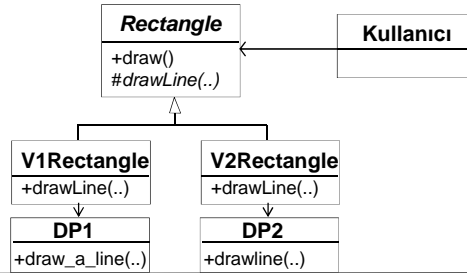 Rectangle
+draw()
#drawLine(..)
Kullanıcı
V1Rectangle
+drawLine(..)
V2Rectangle
+drawLine(..)
DP1
+draw_a_line(..)
DP2
+drawline(..)